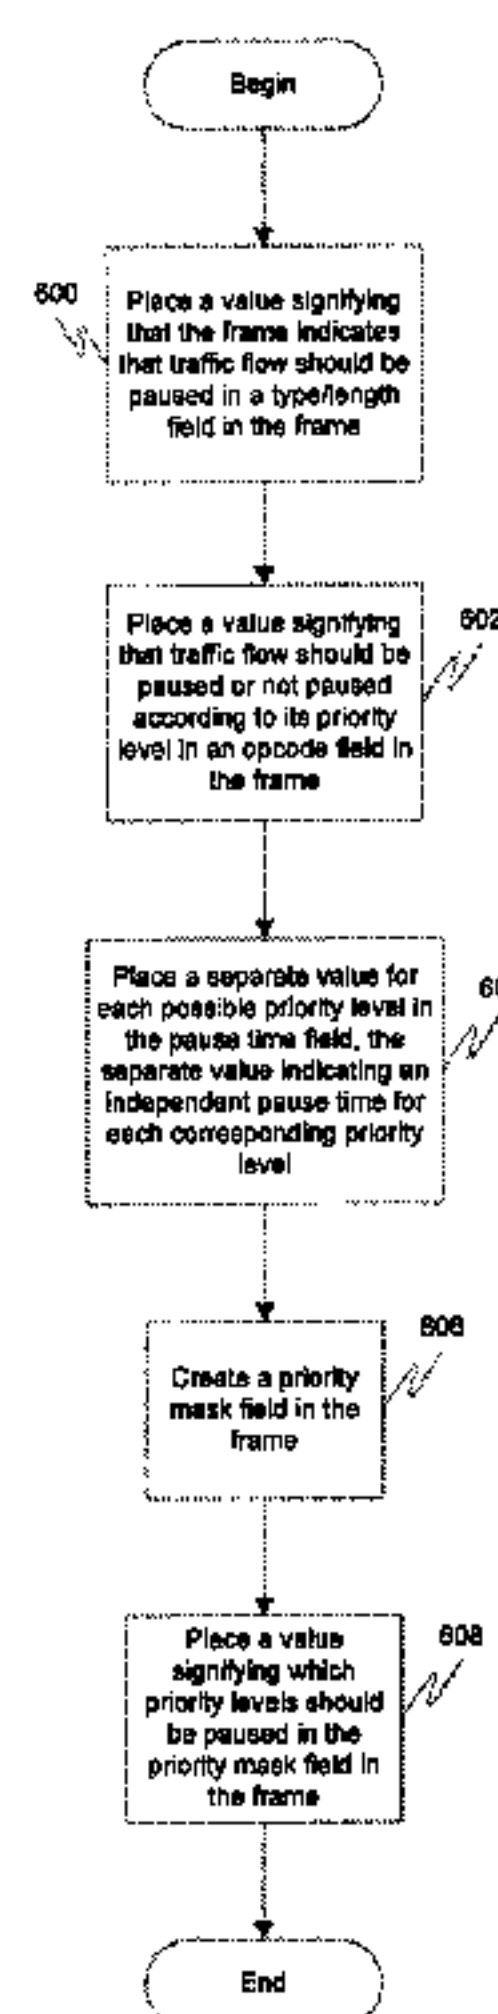 Begin
600
Place a value signifying
that the frame indicates
that traffic flow should be
paused in a type/length
field in the frame
602
Place a value signifying
that traffic flow should be
paused or not paused
according to its priority
level in an opcode field in
the frame
60
Place a separate value for
each possible priority level in
the pause time field, the
separate value indicating an
independent pause time for
each corresponding priority
level
606
Create a priority
mask field in the
frame
608
Place a value
signifying which
priority levels should
be paused in the
priority mask field in
the frame
End